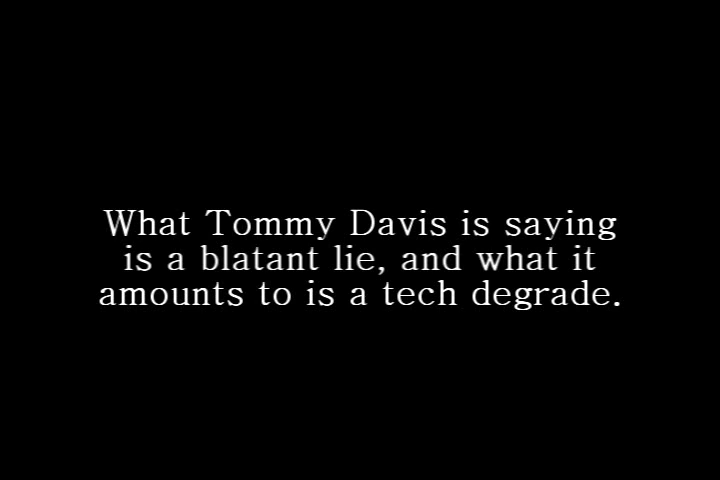 What Tommy Davis is saying
is a blatant lie, and what it
amounts to is a tech degrade.